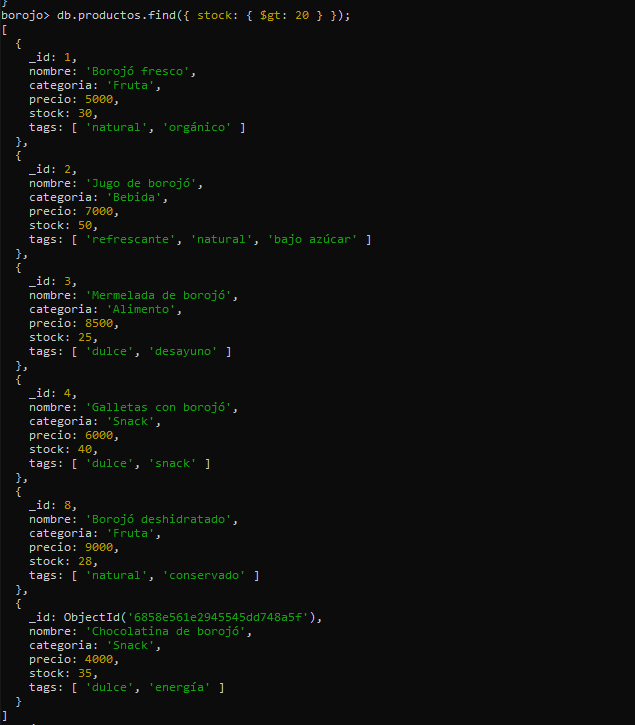 }
borojo> db.productos.find({ stock: { $gt: 20 } });
[
  {
    _id: 1,
    nombre: 'Borojó fresco',
    categoria: 'Fruta',
    precio: 5000,
    stock: 30,
    tags: [ 'natural', 'orgánico' ]
  },
  {
    _id: 2,
    nombre: 'Jugo de borojó',
    categoria: 'Bebida',
    precio: 7000,
    stock: 50,
    tags: [ 'refrescante', 'natural', 'bajo azúcar' ]
  },
  {
    _id: 3,
    nombre: 'Mermelada de borojó',
    categoria: 'Alimento',
    precio: 8500,
    stock: 25,
    tags: [ 'dulce', 'desayuno' ]
  },
  {
    _id: 4,
    nombre: 'Galletas con borojó',
    categoria: 'Snack',
    precio: 6000,
    stock: 40,
    tags: [ 'dulce', 'snack' ]
  },
  {
    _id: 8,
    nombre: 'Borojó deshidratado',
    categoria: 'Fruta',
    precio: 9000,
    stock: 28,
    tags: [ 'natural', 'conservado' ]
  },
  {
    _id: ObjectId('6858e561e2945545dd748a5f'),
    nombre: 'Chocolatina de borojó',
    categoria: 'Snack',
    precio: 4000,
    stock: 35,
    tags: [ 'dulce', 'energía' ]
  }
]